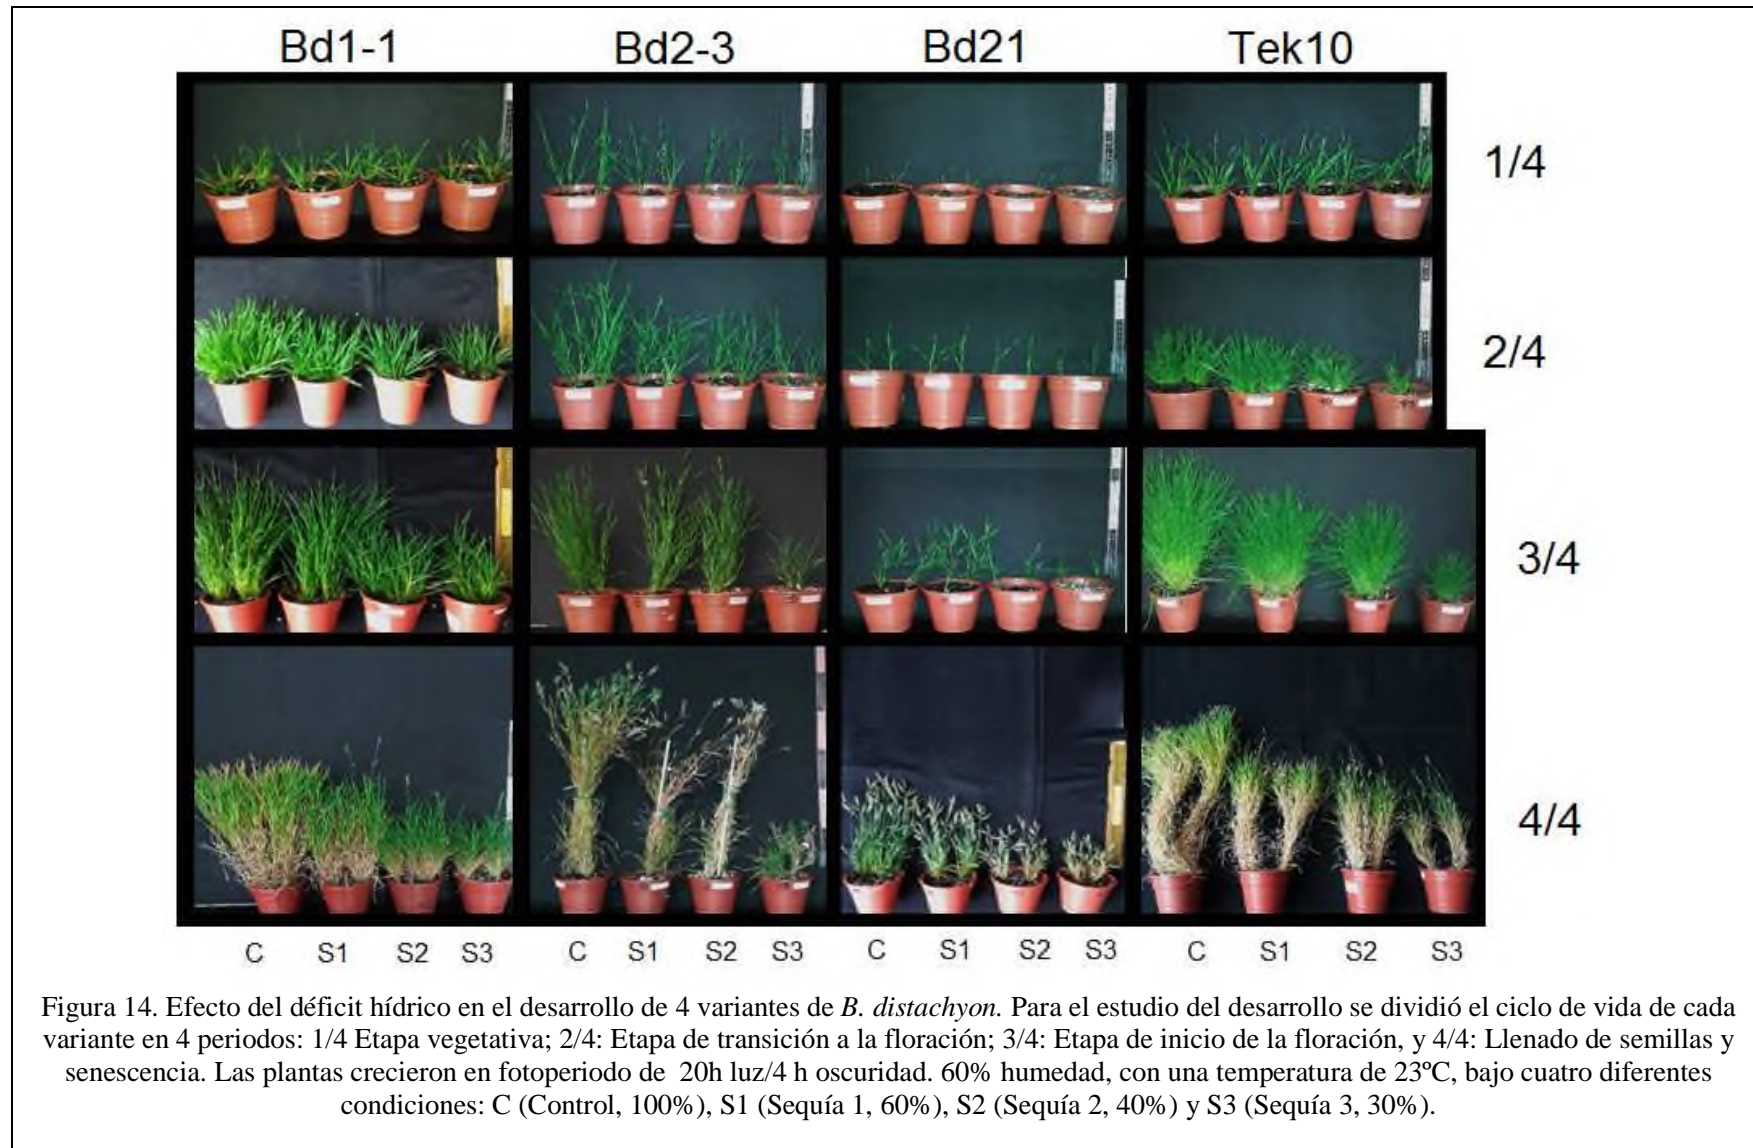 Bd1-1 Bd2-3 Bd21 Tek10
1/4
2/4
3/4
4/4
C S1 S2 S3 C S1 S2 S3 C S1 S2 S3 C S1 S2 S3
Figura 14. Efecto del déficit hídrico en el desarrollo de 4 variantes de B. distachyon. Para el estudio del desarrollo se dividió el ciclo de vida de cada
variante en 4 periodos: 1/4 Etapa vegetativa; 2/4: Etapa de transición a la floración; 3/4: Etapa de inicio de la floración, y 4/4: Llenado de semillas y
senescencia. Las plantas crecieron en fotoperiodo de 20h luz/4 h oscuridad. 60% humedad, con una temperatura de 23ºC, bajo cuatro diferentes
condiciones: C (Control, 100%), S1 (Sequía 1, 60%), S2 (Sequía 2, 40%) y S3 (Sequía 3, 30%).